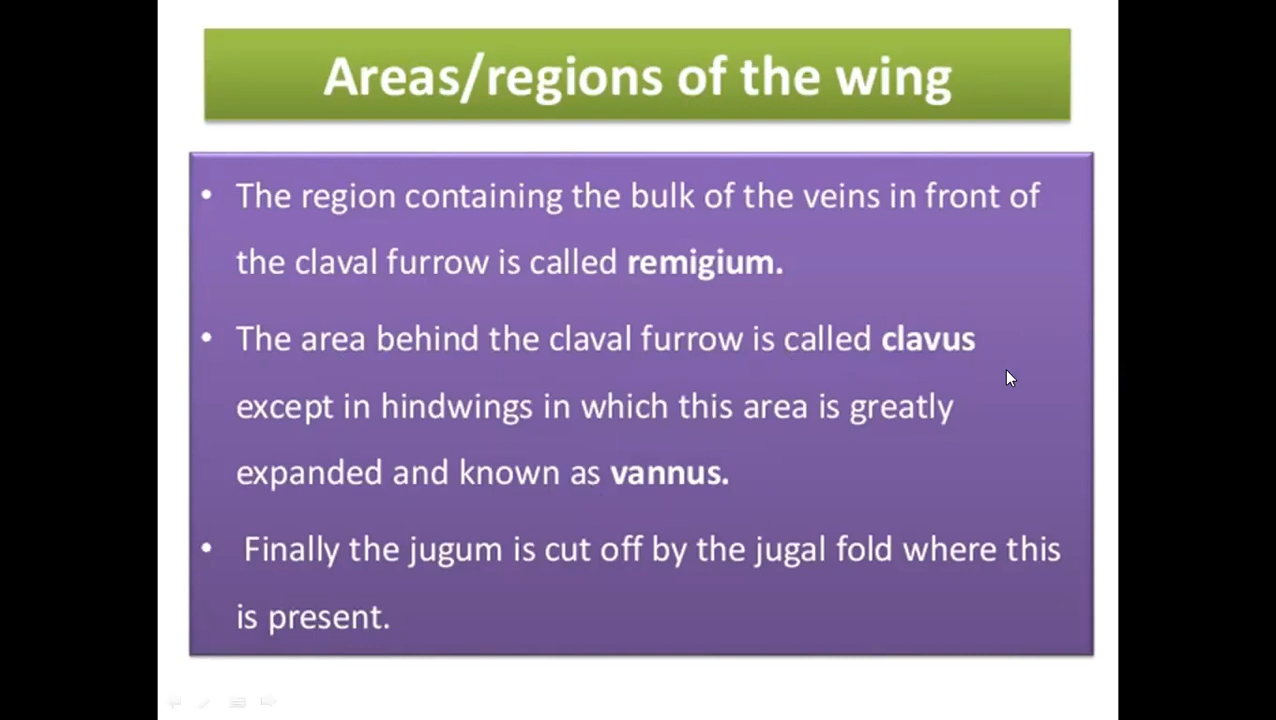 Areas/regions of the wing
• The region containing the bulk of the veins in front of
the claval furrow is called remigium.
• The area behind the claval furrow is called clavus
except in hindwings in which this area is greatly
expanded and known as vannus.
• Finally the jugum is cut off by the jugal fold where this
is present.